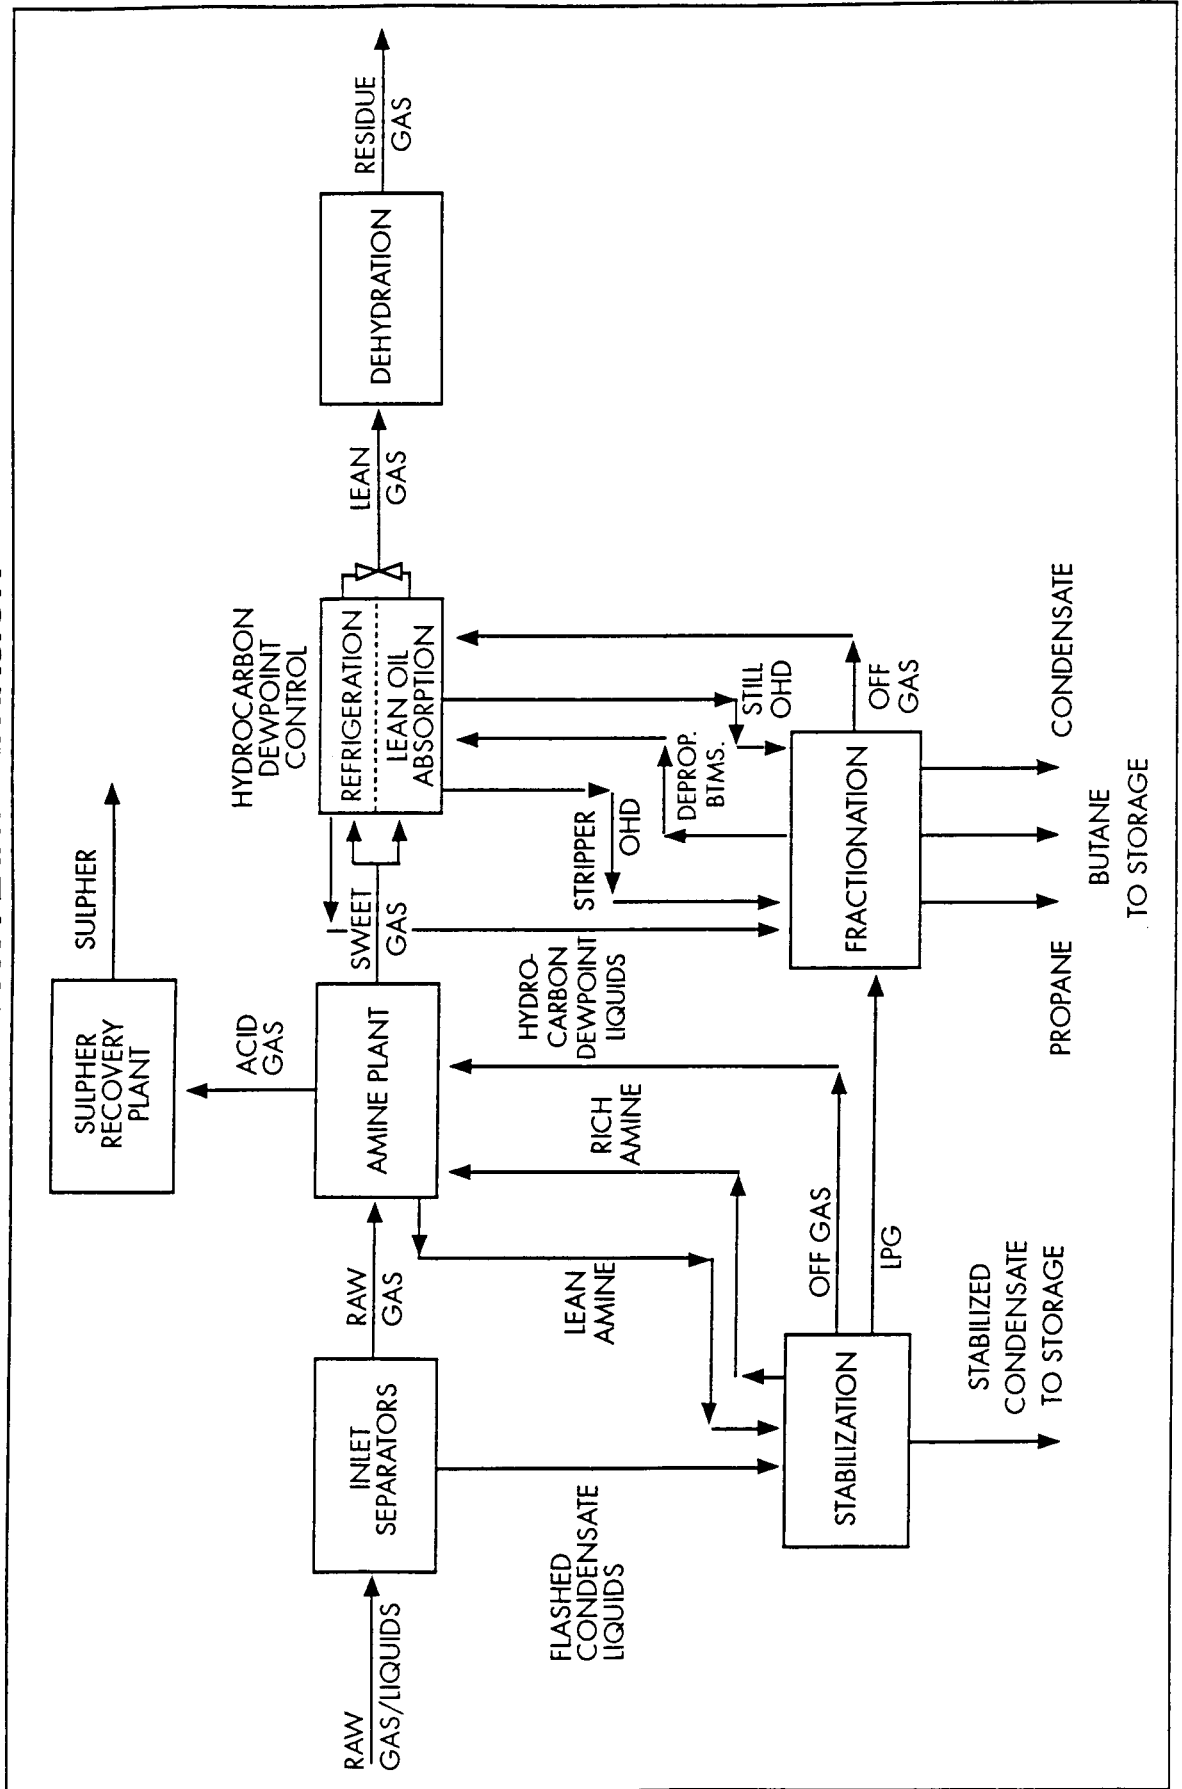 SULPHER
RECOVERY
PLANT
SULPHER
ACID
GAS
HYDROCARBON
DEWPOINT
CONTROL
RAW
GAS/LIQUIDS
INLET
SEPARATORS
RAW
GAS
AMINE PLANT
SWEET
GAS
REFRIGERATION
LEAN OIL
ABSORPTION
LEAN
GAS
DEHYDRATION
RESIDUE
GAS
FLASHED
CONDENSATE
LIQUIDS
LEAN
AMINE
RICH
AMINE
HYDRO-
CARBON
DEWPOINT
LIQUIDS
STRIPPER
OHD
DEPROP.
BTMS.
STILL
OHD
OFF
GAS
STABILIZATION
OFF GAS
LPG
FRACTIONATION
STABILIZED
CONDENSATE
TO STORAGE
PROPANE
BUTANE
TO STORAGE
CONDENSATE